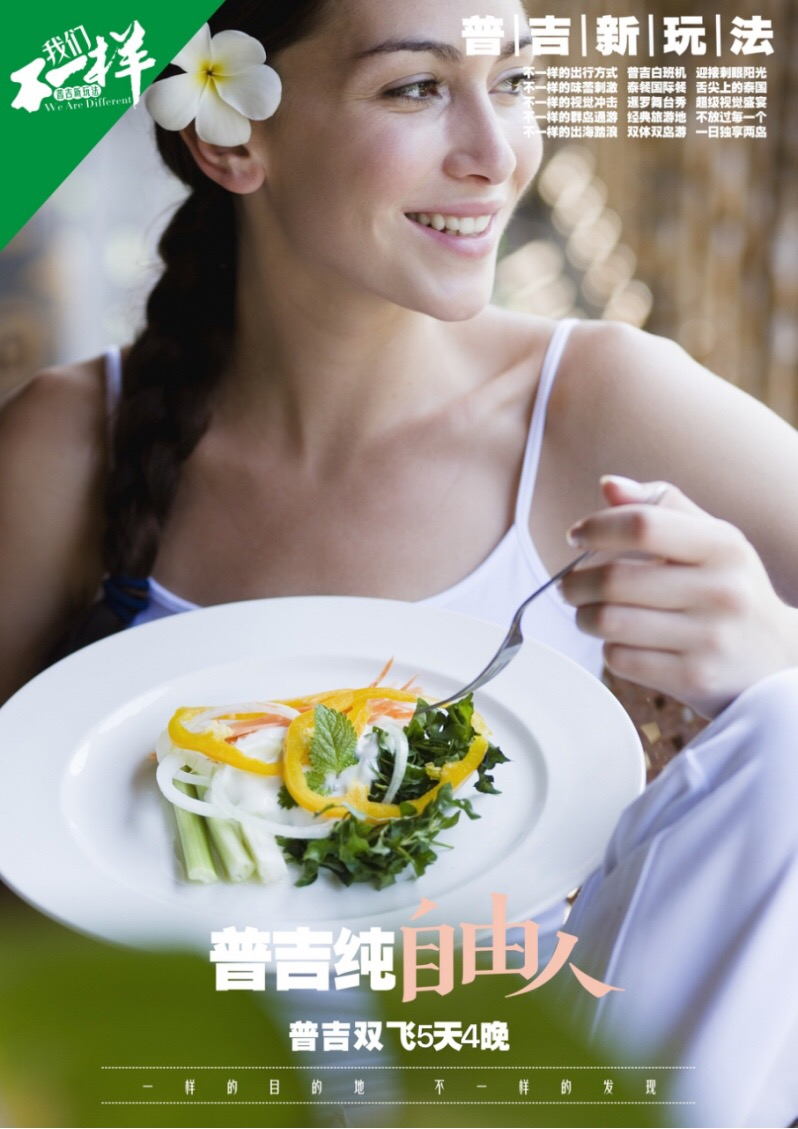 我们
不一样
普吉新玩法
We Are Different
普|吉|新|玩|法
不一样的出行方式 普吉白班机 迎接刺眼阳光
不一样的味蕾刺激 泰餐国际餐 舌尖上的泰国
不一样的视觉冲击 暹罗舞台秀 超级视觉盛宴
不一样的群岛通游 经典旅游地 不放过每一个
不一样的出海踏浪 双体双岛游 一日独享两岛
普吉纯自由人
普吉双飞5天4晚
一样的目的地 不一样的发现